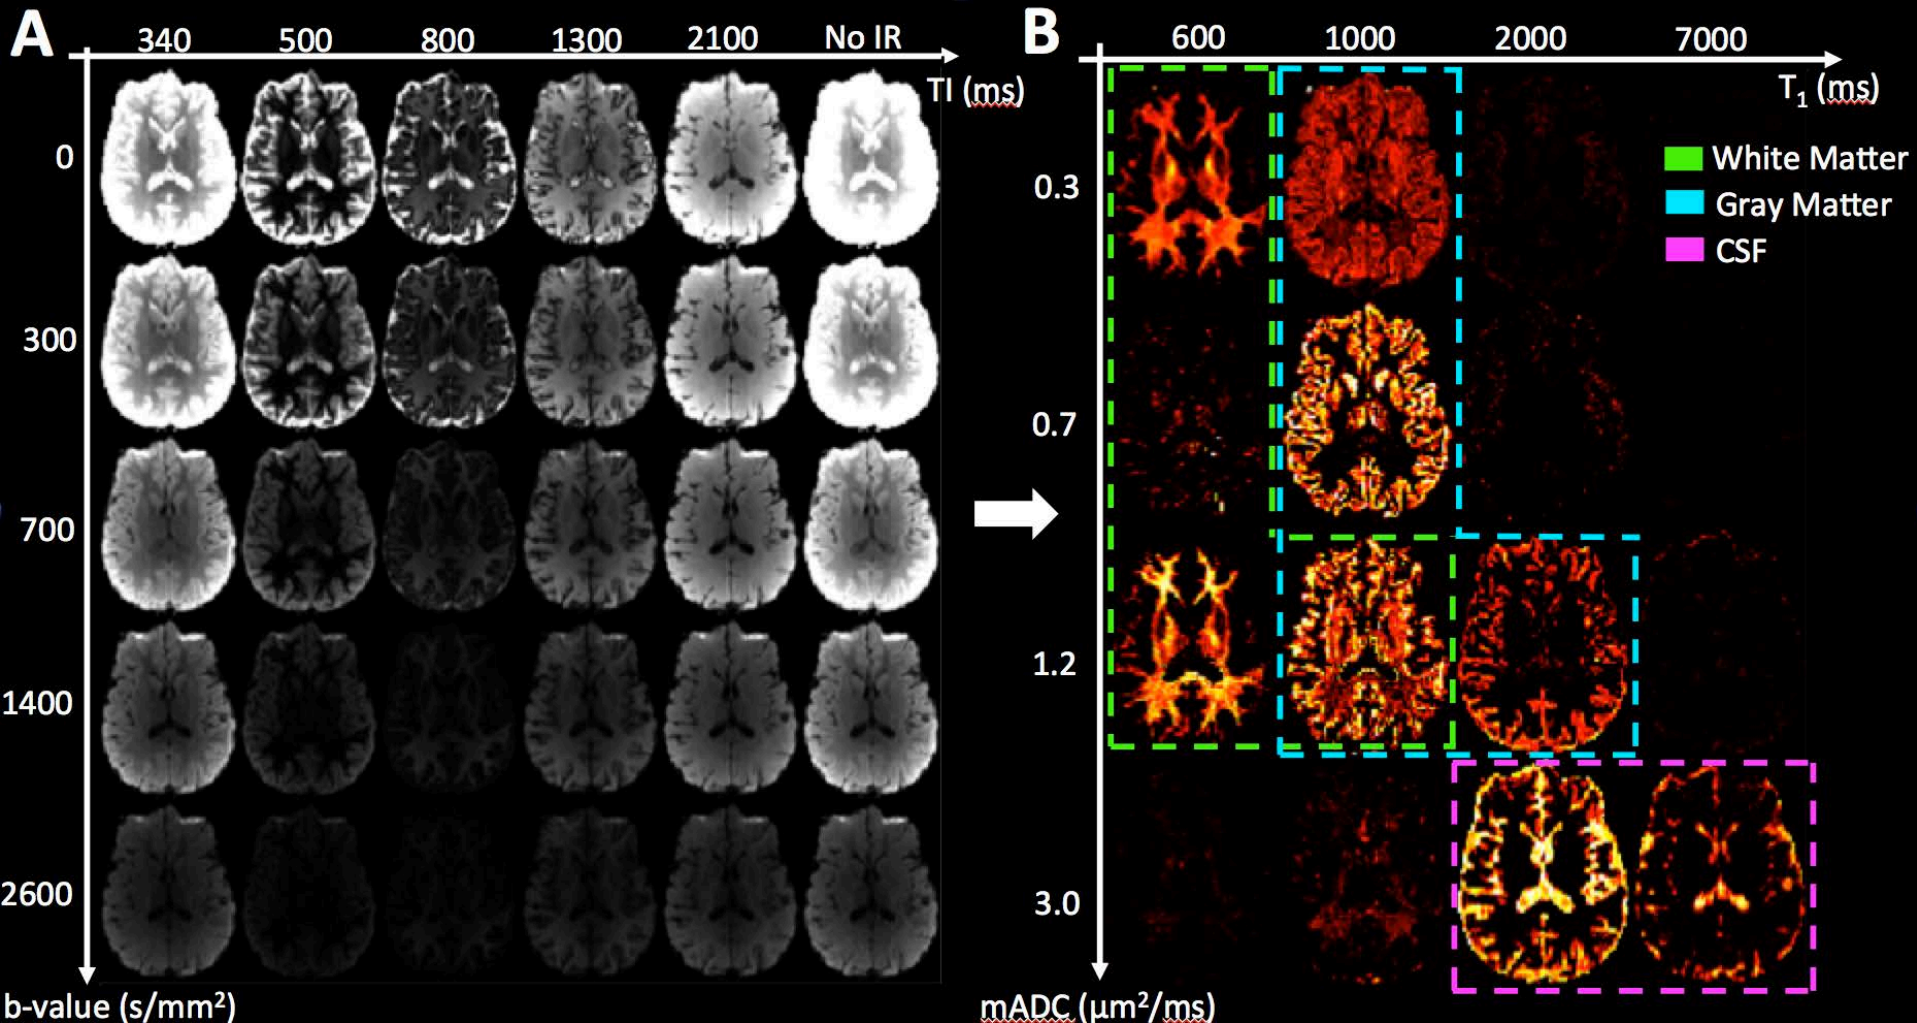 A
340 500 800 1300 2100 No IR
TI (ms)
0
300
700
1400
2600
b-value (s/mm²)
B
600 1000 2000 7000
T₁ (ms)
White Matter
Gray Matter
CSF
0.3
0.7
1.2
3.0
mADC (µm²/ms)